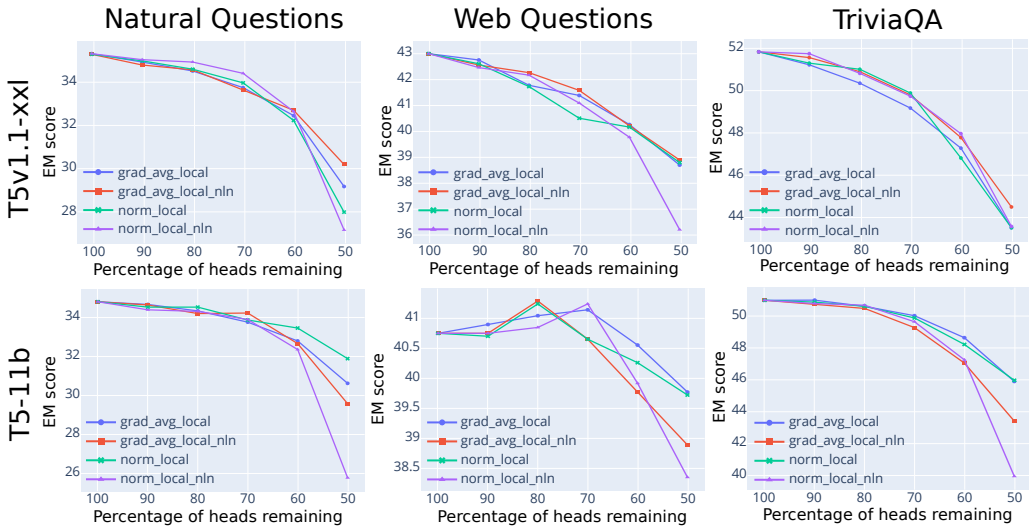 Natural Questions
Web Questions
TriviaQA
T5v1.1-xxl
EM score
34
32
30
28
grad_avg_local
grad_avg_local_nln
norm_local
norm_local_nln
100 90 80 70 60 50
Percentage of heads remaining
EM score
43
42
41
40
39
38
37
36
grad_avg_local
grad_avg_local_nln
norm_local
norm_local_nln
100 90 80 70 60 50
Percentage of heads remaining
EM score
52
50
48
46
44
grad_avg_local
grad_avg_local_nln
norm_local
norm_local_nln
100 90 80 70 60 50
Percentage of heads remaining
T5-11b
EM score
34
32
30
28
26
grad_avg_local
grad_avg_local_nln
norm_local
norm_local_nln
100 90 80 70 60 50
Percentage of heads remaining
EM score
41
40.5
40
39.5
39
38.5
grad_avg_local
grad_avg_local_nln
norm_local
norm_local_nln
100 90 80 70 60 50
Percentage of heads remaining
EM score
50
48
46
44
42
40
grad_avg_local
grad_avg_local_nln
norm_local
norm_local_nln
100 90 80 70 60 50
Percentage of heads remaining